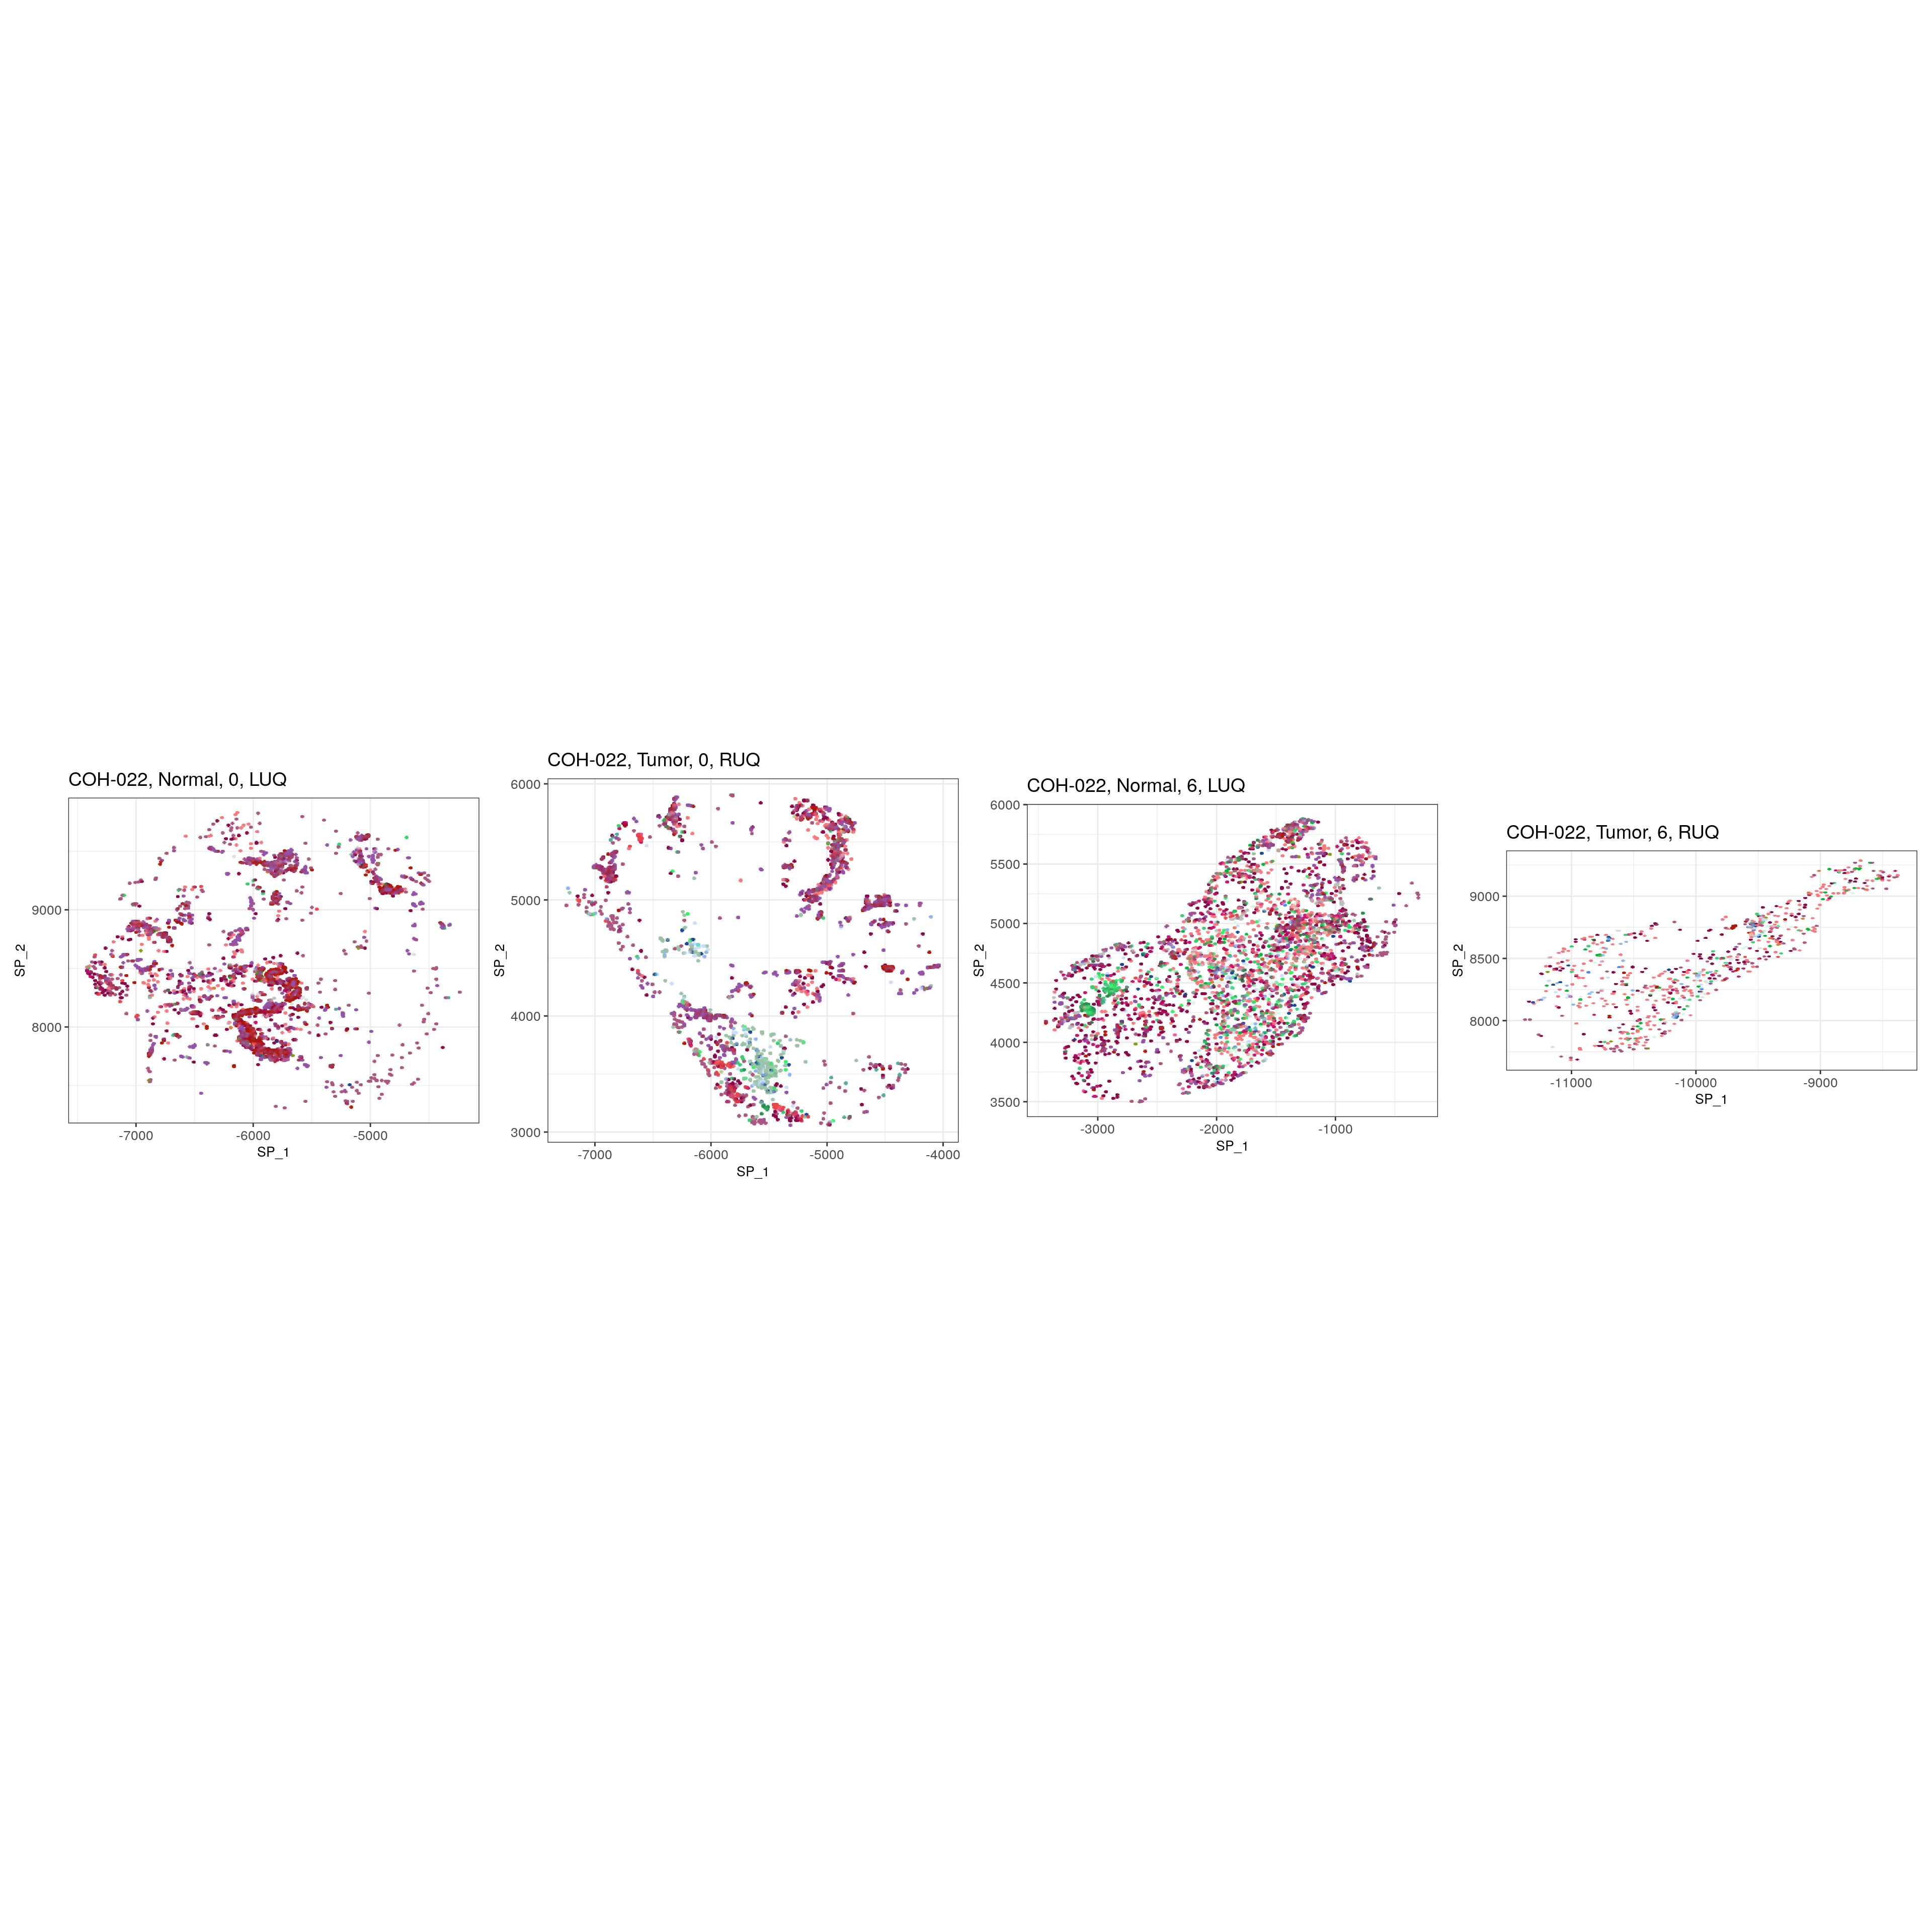 COH-022, Normal, 0, LUQ
9000
8000
-7000 -6000 -5000
SP_1
SP_2
COH-022, Tumor, 0, RUQ
6000
5000
4000
3000
-7000 -6000 -5000 -4000
SP_1
SP_2
COH-022, Normal, 6, LUQ
6000
5500
5000
4500
4000
3500
-3000 -2000 -1000
SP_1
SP_2
COH-022, Tumor, 6, RUQ
9000
8500
8000
-11000 -10000 -9000
SP_1
SP_2